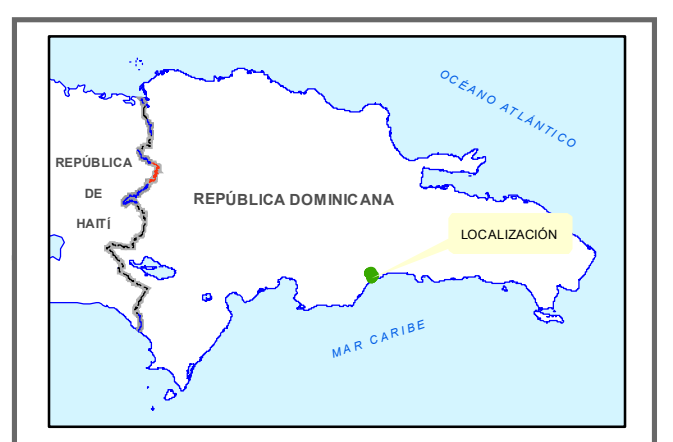 OCÉANO ATLÁNTICO
REPÚBLICA
DE
HAITÍ
REPÚBLICA DOMINICANA
LOCALIZACIÓN
MAR CARIBE